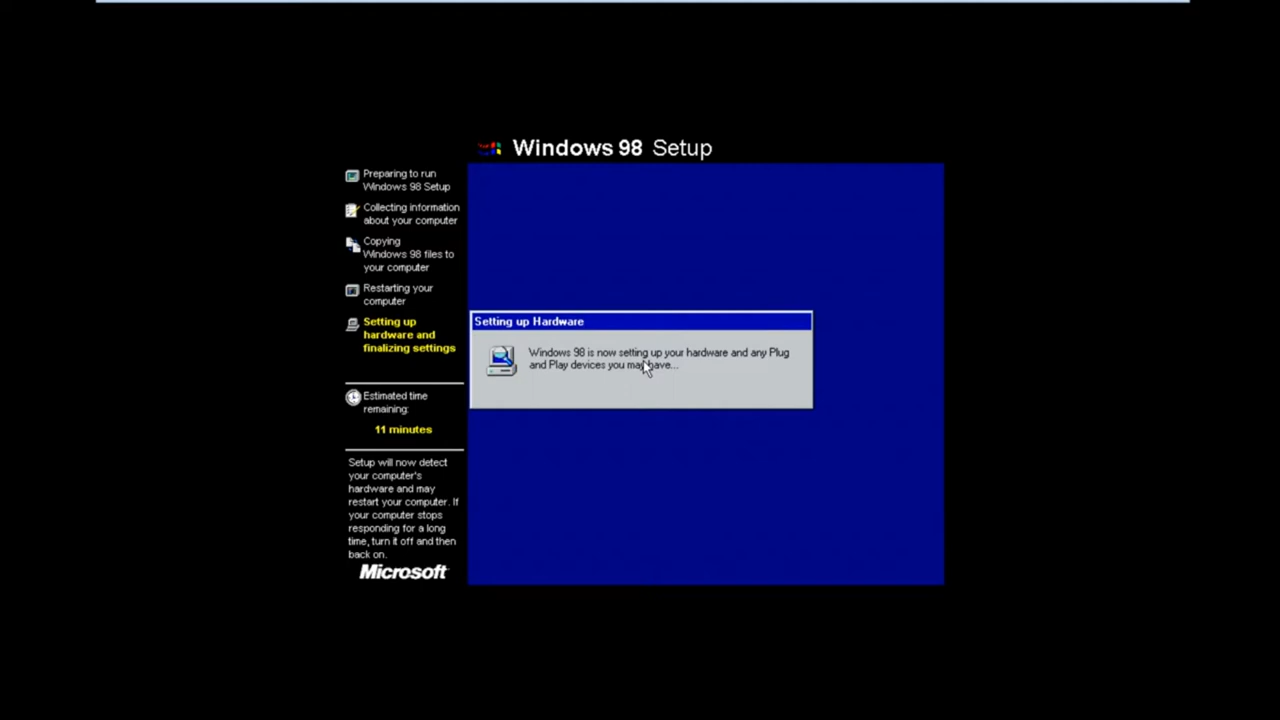 Windows 98 Setup
Preparing to run
Windows 98 Setup
Collecting information
about your computer
Copying
Windows 98 files to
your computer
Restarting your
computer
Setting up
hardware and
finalizing settings
Estimated time
remaining:
11 minutes
Setup will now detect
your computer's
hardware and may
restart your computer. If
your computer stops
responding for a long
time, turn it off and then
back on.
Microsoft
Setting up Hardware
Windows 98 is now setting up your hardware and any Plug
and Play devices you may have...